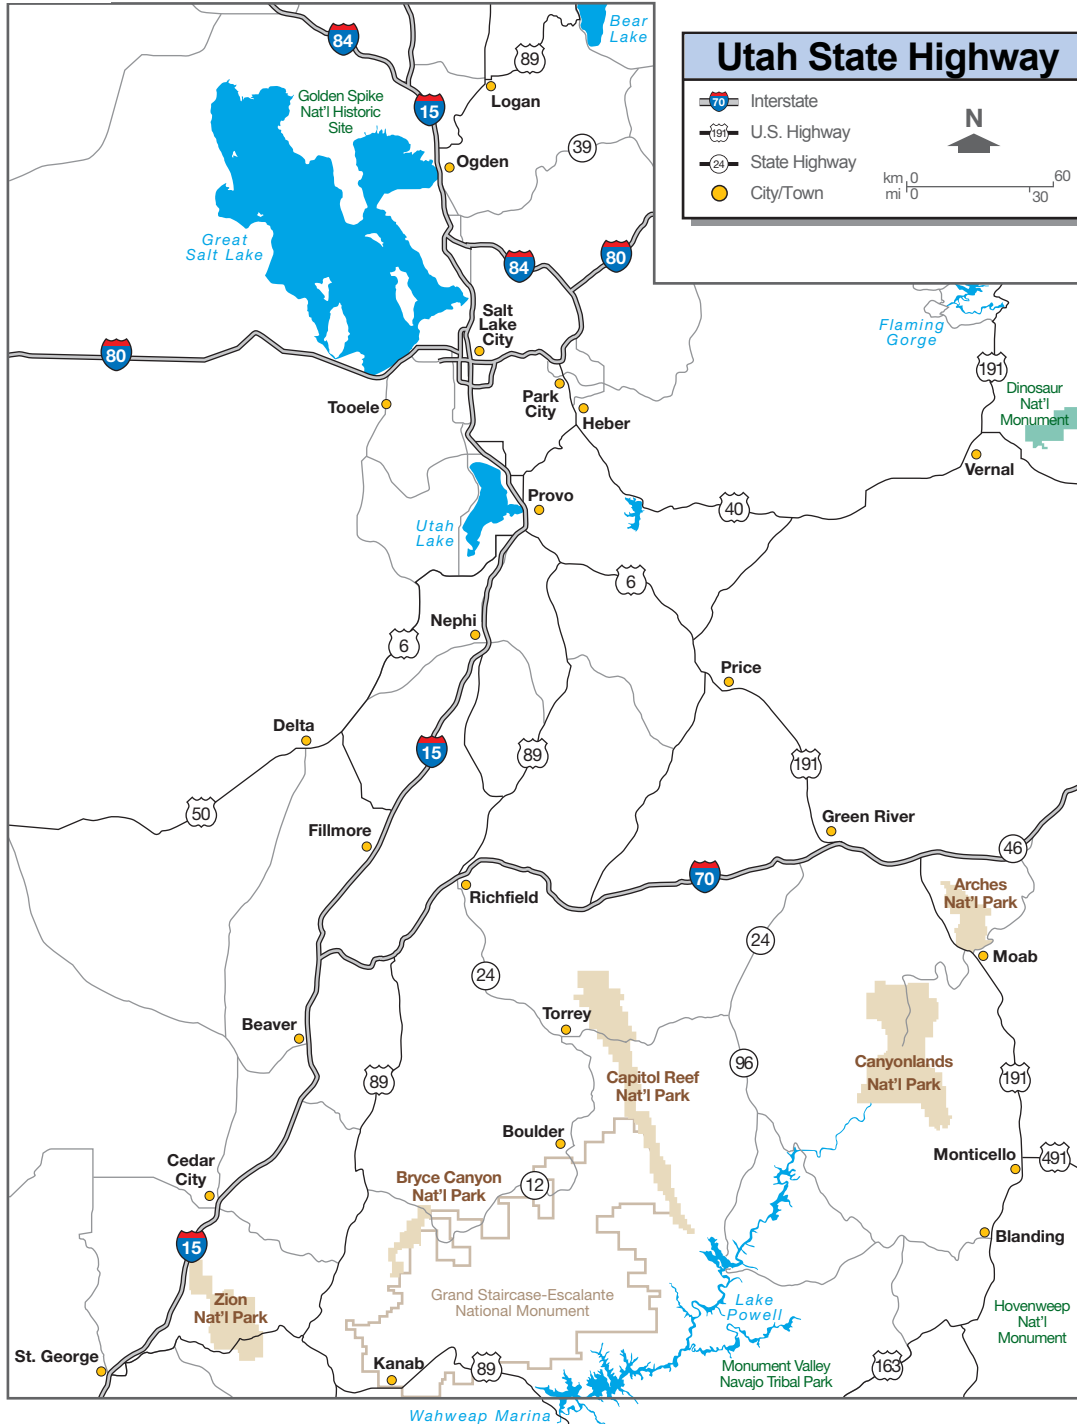 Utah State Highway
70 Interstate
191 U.S. Highway
24 State Highway
City/Town
N
km 0 60
mi 0 30
Bear
Lake
84
89
Logan
15
Golden Spike
Nat'l Historic
Site
Ogden
39
Great
Salt Lake
84
80
Salt
Lake
City
80
Flaming
Gorge
191
Park
City
Tooele
Heber
Dinosaur
Nat'l
Monument
Vernal
Provo
40
Utah
Lake
6
Nephi
6
Price
Delta
15
89
191
50
Fillmore
Green River
46
70
Richfield
Arches
Nat'l Park
24
24
Moab
Torrey
Beaver
96
Canyonlands
Nat'l Park
89
Capitol Reef
Nat'l Park
191
Boulder
Monticello
491
Cedar
City
Bryce Canyon
Nat'l Park
12
15
Blanding
Zion
Nat'l Park
Grand Staircase-Escalante
National Monument
Lake
Powell
Hovenweep
Nat'l
Monument
St. George
Kanab
89
Monument Valley
Navajo Tribal Park
163
Wahweap Marina